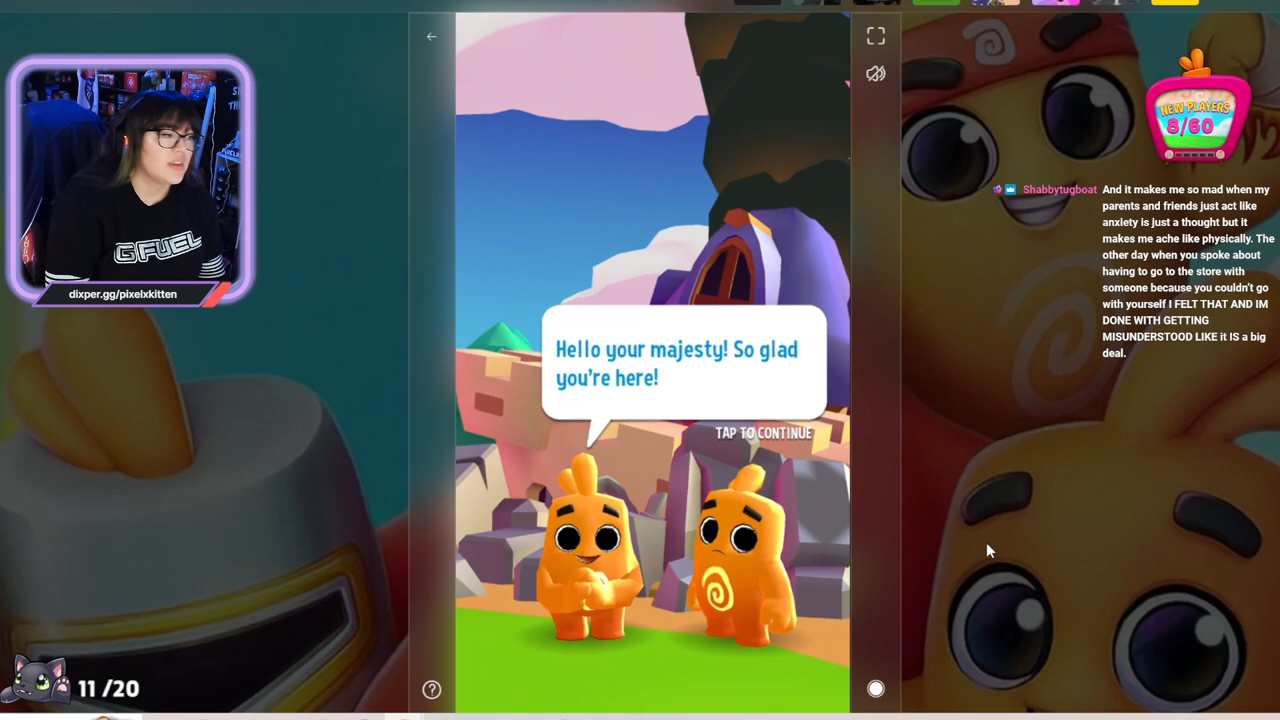 GFUEL
dixper.gg/pixelxkitten
Hello your majesty! So glad
you're here!
TAP TO CONTINUE
NEW PLAYERS
8/60
Shabbytugboat And it makes me so mad when my
parents and friends just act like
anxiety is just a thought but it
makes me ache like physically. The
other day when you spoke about
having to go to the store with
someone because you couldn't go
with yourself I FELT THAT AND IM
DONE WITH GETTING
MISUNDERSTOOD LIKE it IS a big
deal.
11 /20
?